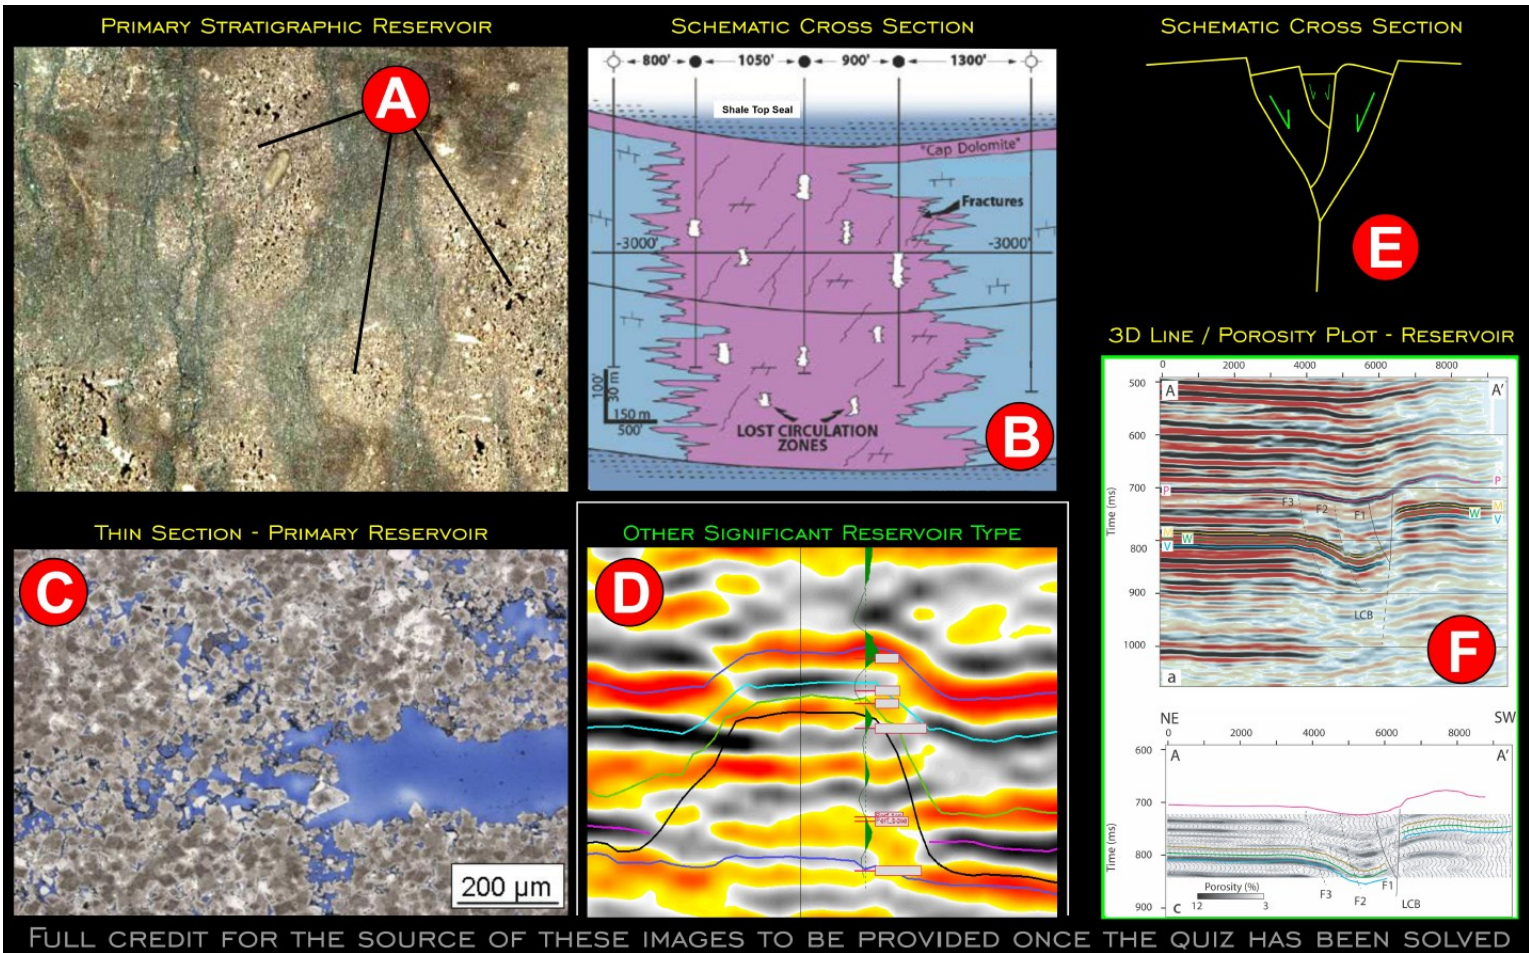 PRIMARY STRATIGRAPHIC RESERVOIR
A
SCHEMATIC CROSS SECTION
800' 1050' 900' 1300'
Shale Top Seal
"Cap Dolomite"
Fractures
-3000' -3000'
100'
30 m
150 m
500'
LOST CIRCULATION
ZONES
B
SCHEMATIC CROSS SECTION
E
THIN SECTION - PRIMARY RESERVOIR
C
200 µm
OTHER SIGNIFICANT RESERVOIR TYPE
D
3D LINE / POROSITY PLOT - RESERVOIR
0 2000 4000 6000 8000
A A'
500
600
700
800
900
1000
Time (ms)
P P
F3 F2 F1
M M
W W
V V
LCB
F
a
NE SW
0 2000 4000 6000 8000
A A'
600
700
800
900
Time (ms)
Porosity (%)
12 3
F3 F2 F1 LCB
c
FULL CREDIT FOR THE SOURCE OF THESE IMAGES TO BE PROVIDED ONCE THE QUIZ HAS BEEN SOLVED